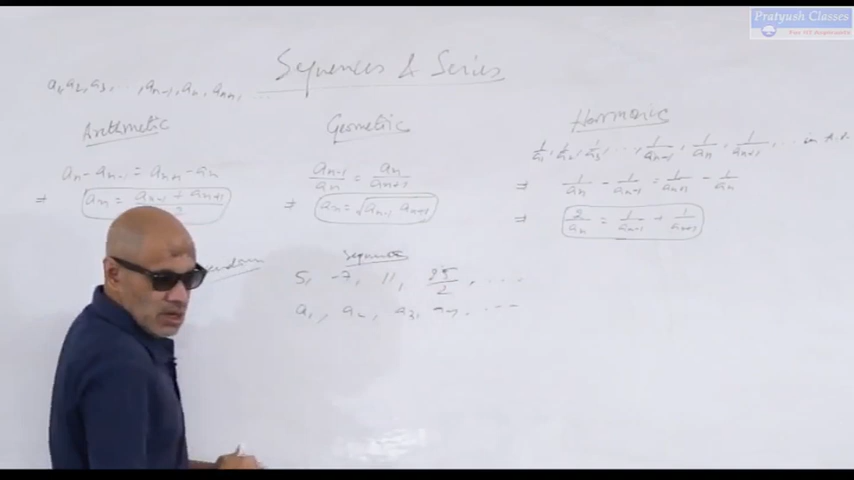 Pratyush Classes
For IIT Aspirants
Sequences & Series
a₁, a₂, a₃, ..., aₙ₋₁, aₙ, aₙ₊₁, ...
Arithmetic
aₙ - aₙ₋₁ = aₙ₊₁ - aₙ
⇒ aₙ = (aₙ₋₁ + aₙ₊₁)/2
Geometric
aₙ₋₁/aₙ = aₙ/aₙ₊₁
⇒ aₙ = √(aₙ₋₁ aₙ₊₁)
Harmonic
1/a₁, 1/a₂, 1/a₃, ..., 1/aₙ₋₁, 1/aₙ, 1/aₙ₊₁, ... in A.P.
⇒ 1/aₙ - 1/aₙ₋₁ = 1/aₙ₊₁ - 1/aₙ
⇒ 2/aₙ = 1/aₙ₋₁ + 1/aₙ₊₁
Sequence
5, -7, 11, 25/2, ...
a₁, a₂, a₃, a₄, ...